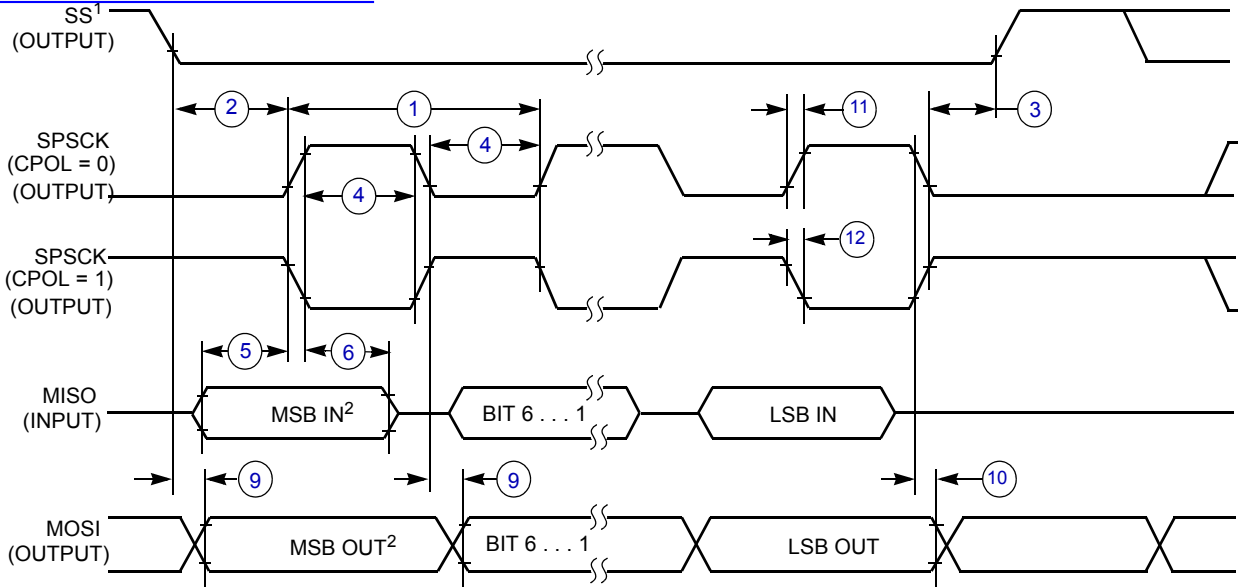 SS1
(OUTPUT)
2
1
11
3
SPSCK
(CPOL = 0)
(OUTPUT)
4
4
SPSCK
(CPOL = 1)
(OUTPUT)
12
5
6
MISO
(INPUT)
MSB IN2
BIT 6 . . . 1
LSB IN
9
9
10
MOSI
(OUTPUT)
MSB OUT2
BIT 6 . . . 1
LSB OUT